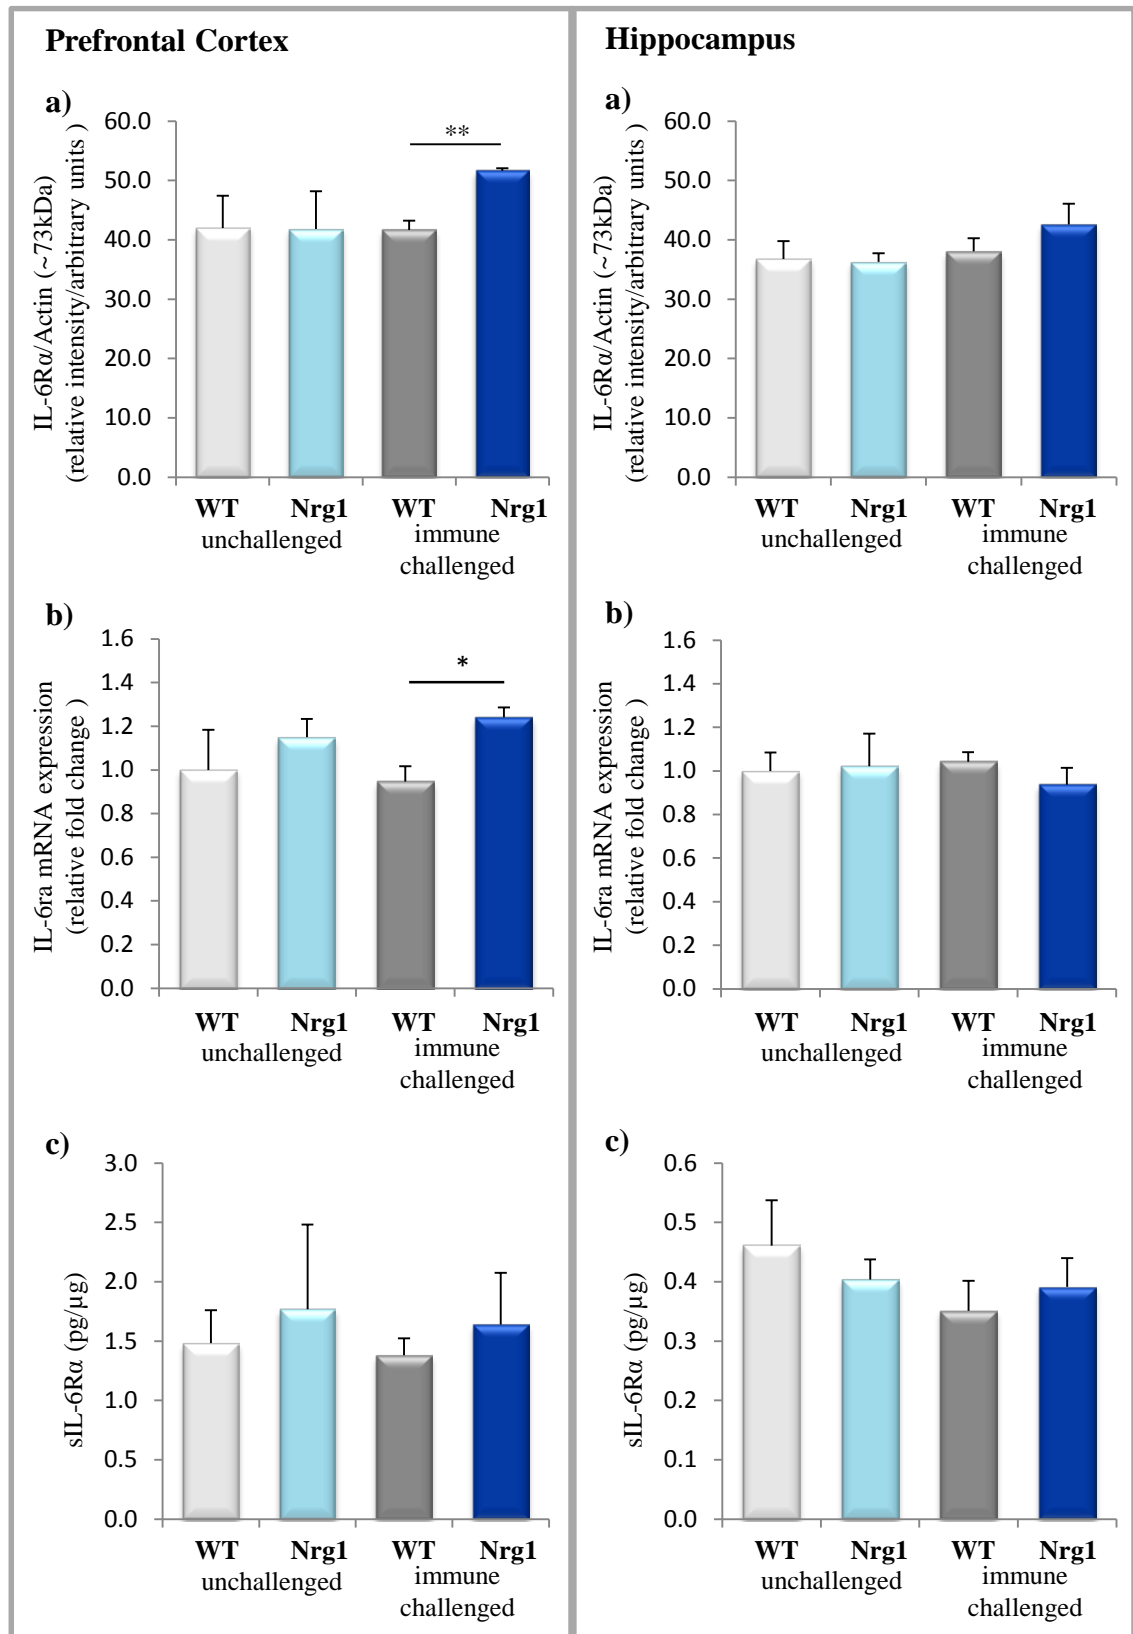 Prefrontal Cortex
a)
IL-6Rα/Actin (~73kDa)
(relative intensity/arbitrary units )
60.0
50.0
40.0
30.0
20.0
10.0
0.0
**
WT Nrg1 WT Nrg1
unchallenged immune
challenged
b)
IL-6ra mRNA expression
(relative fold change )
1.6
1.4
1.2
1.0
0.8
0.6
0.4
0.2
0.0
*
WT Nrg1 WT Nrg1
unchallenged immune
challenged
c)
sIL-6Rα (pg/µg)
3.0
2.5
2.0
1.5
1.0
0.5
0.0
WT Nrg1 WT Nrg1
unchallenged immune
challenged
Hippocampus
a)
IL-6Rα/Actin (~73kDa)
(relative intensity/arbitrary units )
60.0
50.0
40.0
30.0
20.0
10.0
0.0
WT Nrg1 WT Nrg1
unchallenged immune
challenged
b)
IL-6ra mRNA expression
(relative fold change )
1.6
1.4
1.2
1.0
0.8
0.6
0.4
0.2
0.0
WT Nrg1 WT Nrg1
unchallenged immune
challenged
c)
sIL-6Rα (pg/µg)
0.6
0.5
0.4
0.3
0.2
0.1
0.0
WT Nrg1 WT Nrg1
unchallenged immune
challenged